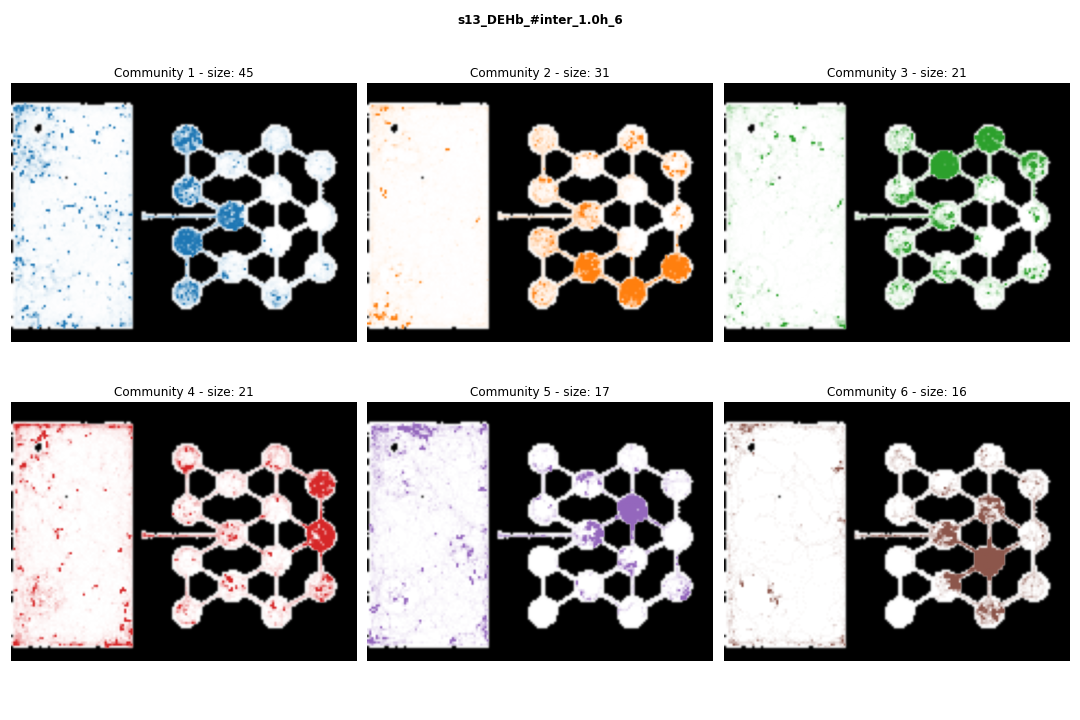 s13_DEHb_#inter_1.0h_6
Community 1 - size: 45
Community 2 - size: 31
Community 3 - size: 21
Community 4 - size: 21
Community 5 - size: 17
Community 6 - size: 16